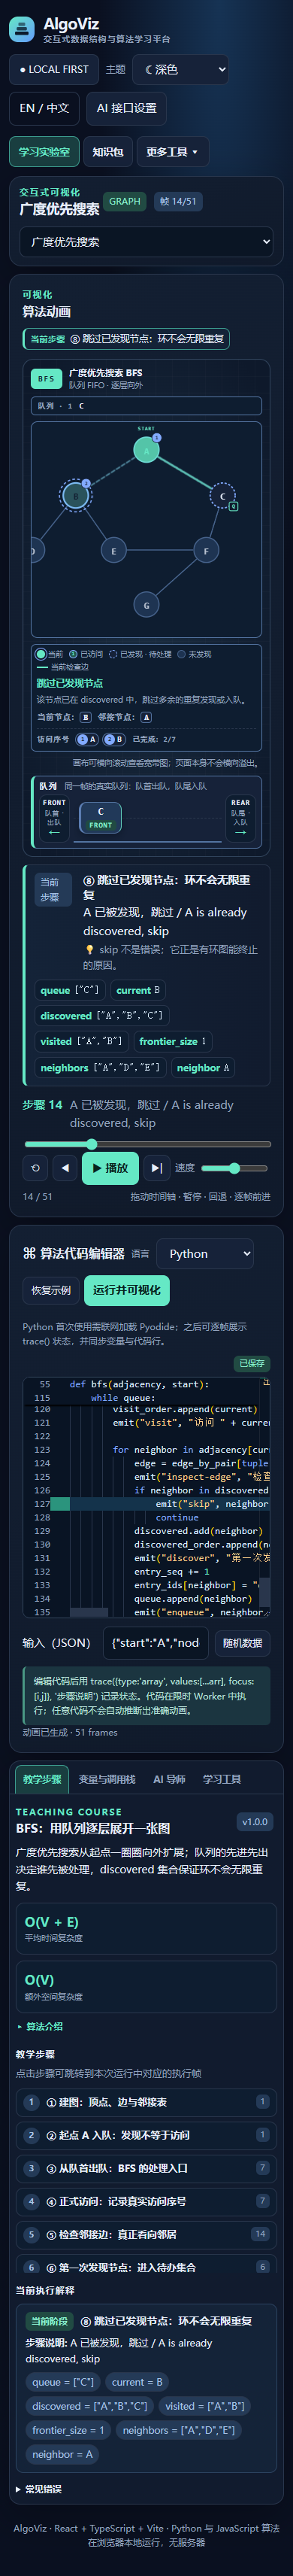 AlgoViz
交互式数据结构与算法学习平台
● LOCAL FIRST 主题 ☾ 深色
EN / 中文 AI 接口设置
学习实验室 知识包 更多工具 ▾
交互式可视化
广度优先搜索 GRAPH 帧 14/51
广度优先搜索
可视化
算法动画
当前步骤 ⑧ 跳过已发现节点：环不会无限重复
BFS 广度优先搜索 BFS
队列 FIFO · 逐层向外
队列 · 1 C
START
A 1
B 2
C Q
D E F
G
当前 已访问 已发现 · 待处理 未发现
当前检查边
跳过已发现节点
该节点已在 discovered 中，跳过多余的重复发现或入队。
当前节点： B 邻接节点： A
访问序号 1 A 2 B 已完成：2/7
画布可横向滚动查看宽带图；页面本身不会横向溢出。
队列 同一帧的真实队列：队首出队，队尾入队
FRONT
队首 ·
出队
←
C
FRONT
REAR
队尾 ·
入队
→
当前
步骤
⑧ 跳过已发现节点：环不会无限重
复
A 已被发现，跳过 / A is already
discovered, skip
💡 skip 不是错误；它正是有环图能终止
的原因。
queue ["C"] current B
discovered ["A","B","C"]
visited ["A","B"] frontier_size 1
neighbors ["A","D","E"] neighbor A
步骤 14 A 已被发现，跳过 / A is already
discovered, skip
⟲ ◀ ▶ 播放 ▶| 速度
14 / 51 拖动时间轴 · 暂停 · 回退 · 逐帧前进
⌘ 算法代码编辑器 语言 Python
恢复示例 运行并可视化
Python 首次使用需联网加载 Pyodide；之后可逐帧展示
trace() 状态，并同步变量与代码行。
已保存
55 def bfs(adjacency, start):
115 while queue:
120 visit_order.append(current)
121 emit("visit", "访问 " + curre
122
123 for neighbor in adjacency[cur
124 edge = edge_by_pair[tuple
125 emit("inspect-edge", "检查
126 if neighbor in discovered
127 emit("skip", neighbor
128 continue
129 discovered.add(neighbor)
130 discovered_order.append(ne
131 emit("discover", "第一次发
132 entry_seq += 1
133 entry_ids[neighbor] = "
134 queue.append(neighbor)
135 emit("enqueue", neighbor
输入（JSON） {"start":"A","nod 随机数据
编辑代码后用 trace({type:'array', values:[...arr], focus:
[i,j]}, '步骤说明') 记录状态。代码在限时 Worker 中执
行；任意代码不会自动推断出准确动画。
动画已生成 · 51 frames
教学步骤 变量与调用栈 AI 导师 学习工具
TEACHING COURSE
BFS：用队列逐层展开一张图 v1.0.0
广度优先搜索从起点一圈圈向外扩展；队列的先进先出
决定谁先被处理，discovered 集合保证环不会无限重
复。
O(V + E)
平均时间复杂度
O(V)
额外空间复杂度
▸ 算法介绍
教学步骤
点击步骤可跳转到本次运行中对应的执行帧
1 ① 建图：顶点、边与邻接表 1
2 ② 起点 A 入队：发现不等于访问 1
3 ③ 从队首出队：BFS 的处理入口 7
4 ④ 正式访问：记录真实访问序号 7
5 ⑤ 检查邻接边：真正看向邻居 14
6 ⑥ 第一次发现节点：进入待办集合 6
当前执行解释
当前阶段 ⑧ 跳过已发现节点：环不会无限重复
步骤说明: A 已被发现，跳过 / A is already
discovered, skip
queue = ["C"] current = B
discovered = ["A","B","C"] visited = ["A","B"]
frontier_size = 1 neighbors = ["A","D","E"]
neighbor = A
▸ 常见错误
AlgoViz · React + TypeScript + Vite · Python 与 JavaScript 算法
在浏览器本地运行，无服务器